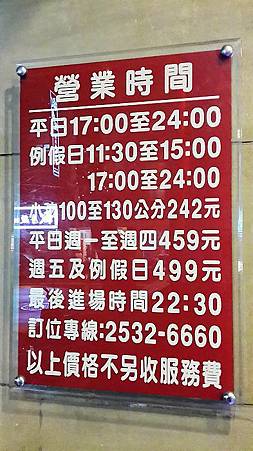 營業時間
平日17:00至24:00
例假日11:30至15:00
17:00至24:00
小孩100至130公分242元
平日週一至週四459元
週五及例假日499元
最後進場時間22:30
訂位專線:2532-6660
以上價格不另收服務費